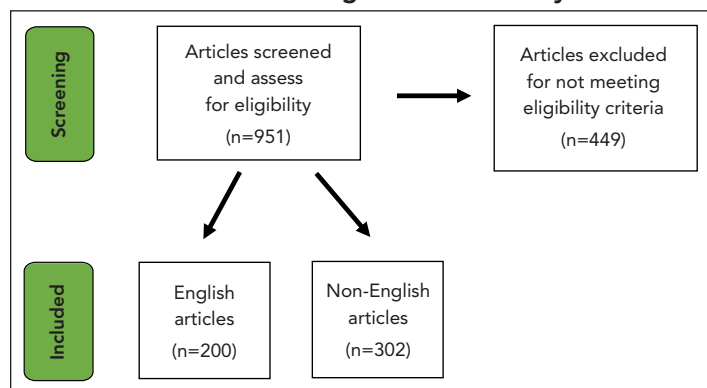 Screening
Articles screened
and assess
for eligibility
(n=951)
Articles excluded
for not meeting
eligibility criteria
(n=449)
Included
English
articles
(n=200)
Non-English
articles
(n=302)